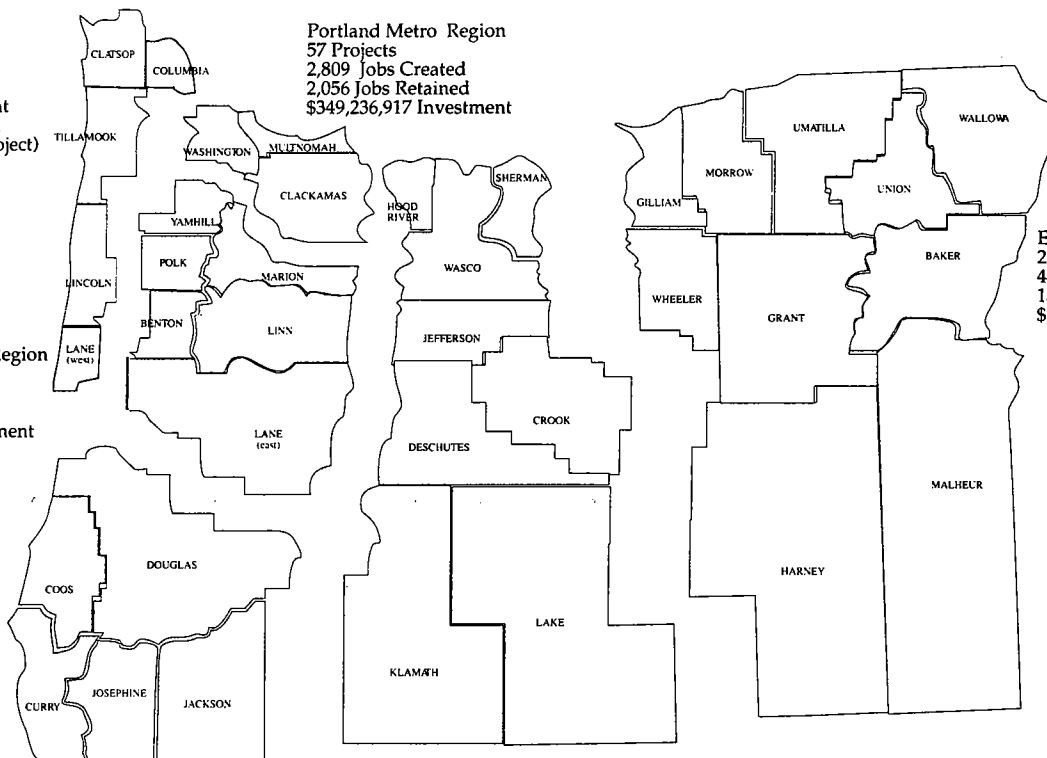 Portland Metro Region
57 Projects
2,809 Jobs Created
2,056 Jobs Retained
$349,236,917 Investment
CLATSOP
COLUMBIA
TILLAMOOK
WASHINGTON
MULTNOMAH
CLACKAMAS
YAMHILL
POLK
MARION
LINCOLN
BENTON
LINN
LANE
(west)
LANE
(east)
HOOD
RIVER
SHERMAN
WASCO
JEFFERSON
CROOK
DESCHUTES
GILLIAM
MORROW
UMATILLA
UNION
WALLOWA
WHEELER
GRANT
BAKER
COOS
DOUGLAS
CURRY
JOSEPHINE
JACKSON
KLAMATH
LAKE
HARNEY
MALHEUR
Region
$